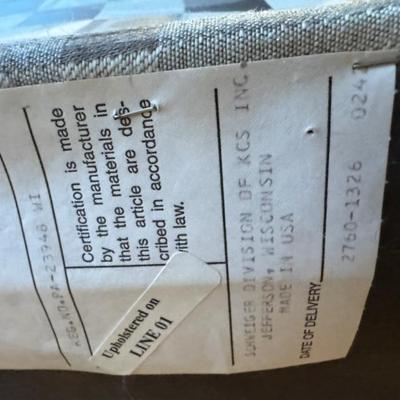 REG.NO.PA-23948 WI
Certification is made
by the manufacturer
that the materials in
this article are des-
cribed in accordance
with law.
Upholstered on
LINE 01
SCHWEIGER DIVISION OF KCS INC.
JEFFERSON, WISCONSIN
MADE IN USA
DATE OF DELIVERY
2760-1326